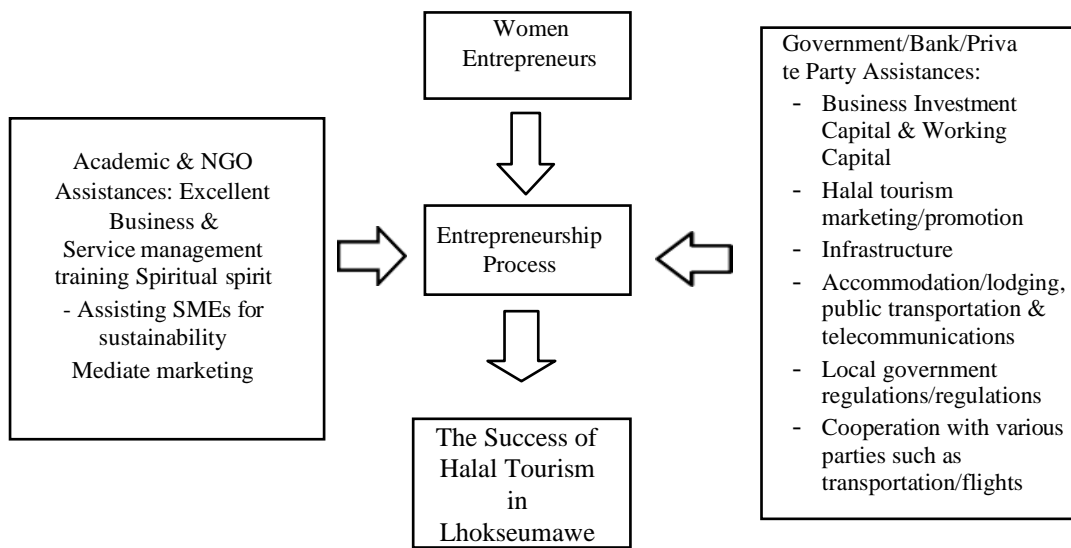 Women
Entrepreneurs
Government/Bank/Priva
te Party Assistances:
- Business Investment
Capital & Working
Capital
- Halal tourism
marketing/promotion
- Infrastructure
- Accommodation/lodging,
public transportation &
telecommunications
- Local government
regulations/regulations
- Cooperation with various
parties such as
transportation/flights
Academic & NGO
Assistances: Excellent
Business &
Service management
training Spiritual spirit
- Assisting SMEs for
sustainability
Mediate marketing
Entrepreneurship
Process
The Success of
Halal Tourism
in
Lhokseumawe